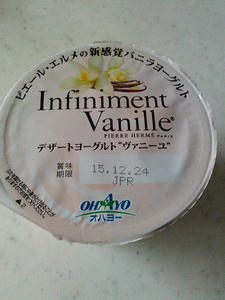 ピエール・エルメの新感覚バニラヨーグルト
Infiniment
Vanille®
PIERRE HERMÉ PARIS
デザートヨーグルト"ヴァニーユ"
賞味
期限
15.12.24
JPR
OHAYO
オハヨー